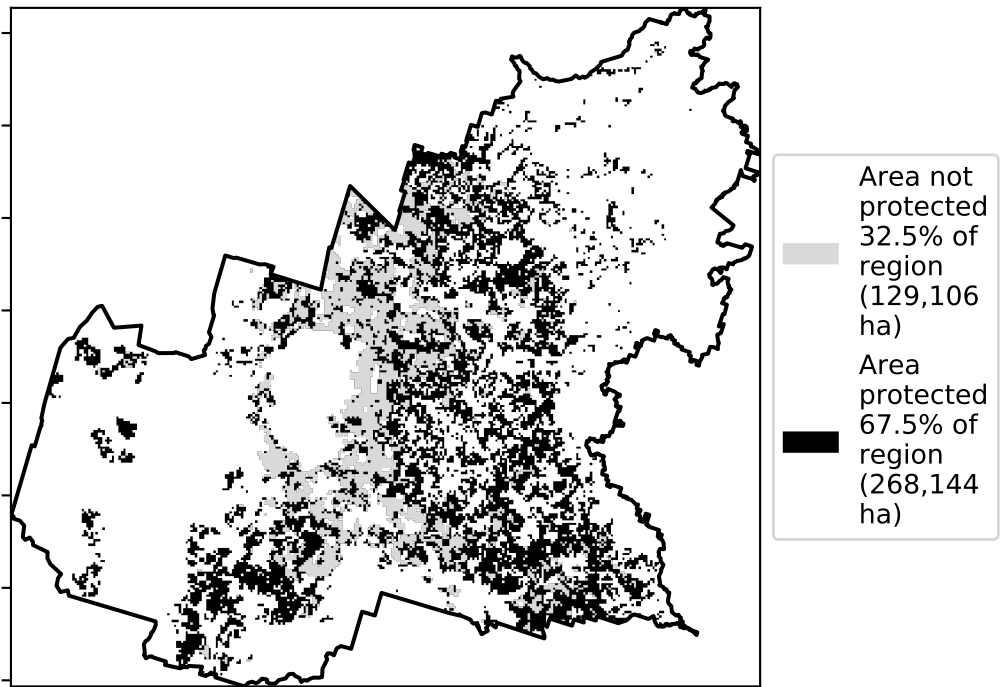 Area not
protected
32.5% of
region
(129,106
ha)
Area
protected
67.5% of
region
(268,144
ha)